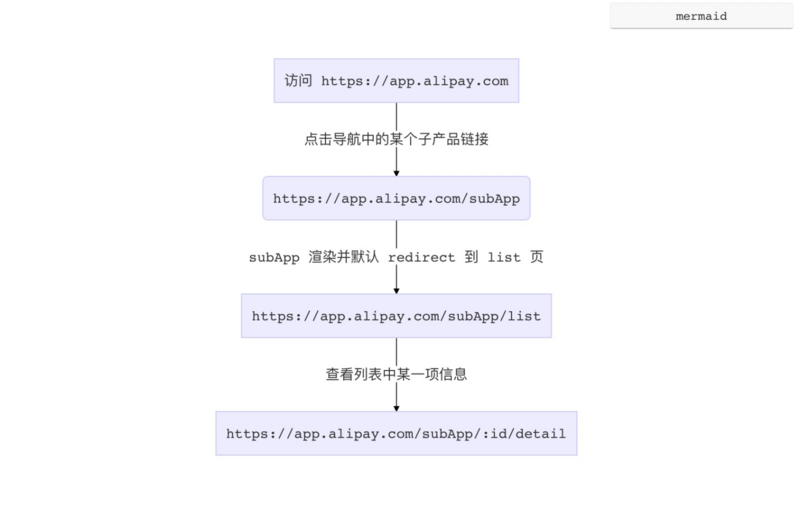 mermaid
访问 https://app.alipay.com
点击导航中的某个子产品链接
https://app.alipay.com/subApp
subApp 渲染并默认 redirect 到 list 页
https://app.alipay.com/subApp/list
查看列表中某一项信息
https://app.alipay.com/subApp/:id/detail